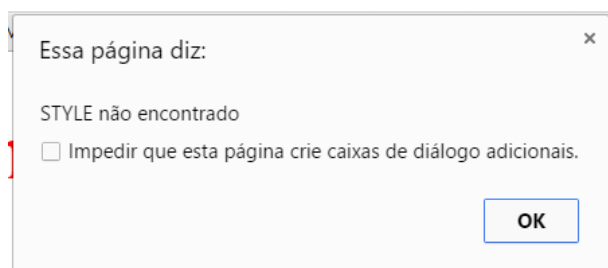 Essa página diz:
×
STYLE não encontrado
Impedir que esta página crie caixas de diálogo adicionais.
OK